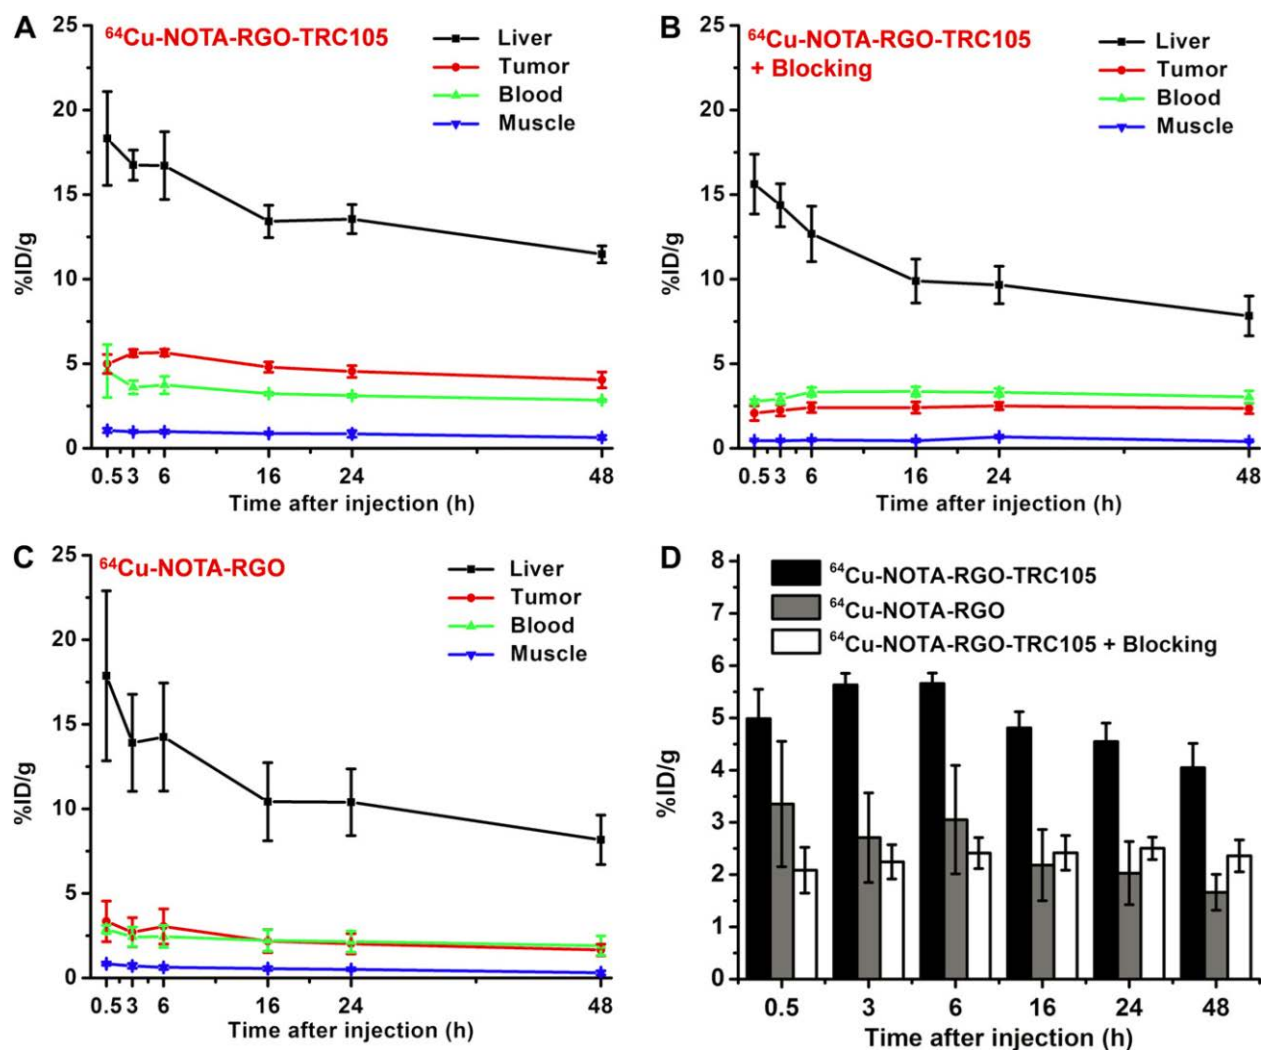 A
⁶⁴Cu-NOTA-RGO-TRC105
Liver
Tumor
Blood
Muscle
25
20
15
10
5
0
%ID/g
0.5 3 6 16 24 48
Time after injection (h)
B
⁶⁴Cu-NOTA-RGO-TRC105
+ Blocking
Liver
Tumor
Blood
Muscle
25
20
15
10
5
0
%ID/g
0.5 3 6 16 24 48
Time after injection (h)
C
⁶⁴Cu-NOTA-RGO
Liver
Tumor
Blood
Muscle
25
20
15
10
5
0
%ID/g
0.5 3 6 16 24 48
Time after injection (h)
D
⁶⁴Cu-NOTA-RGO-TRC105
⁶⁴Cu-NOTA-RGO
⁶⁴Cu-NOTA-RGO-TRC105 + Blocking
8
7
6
5
4
3
2
1
0
%ID/g
0.5 3 6 16 24 48
Time after injection (h)